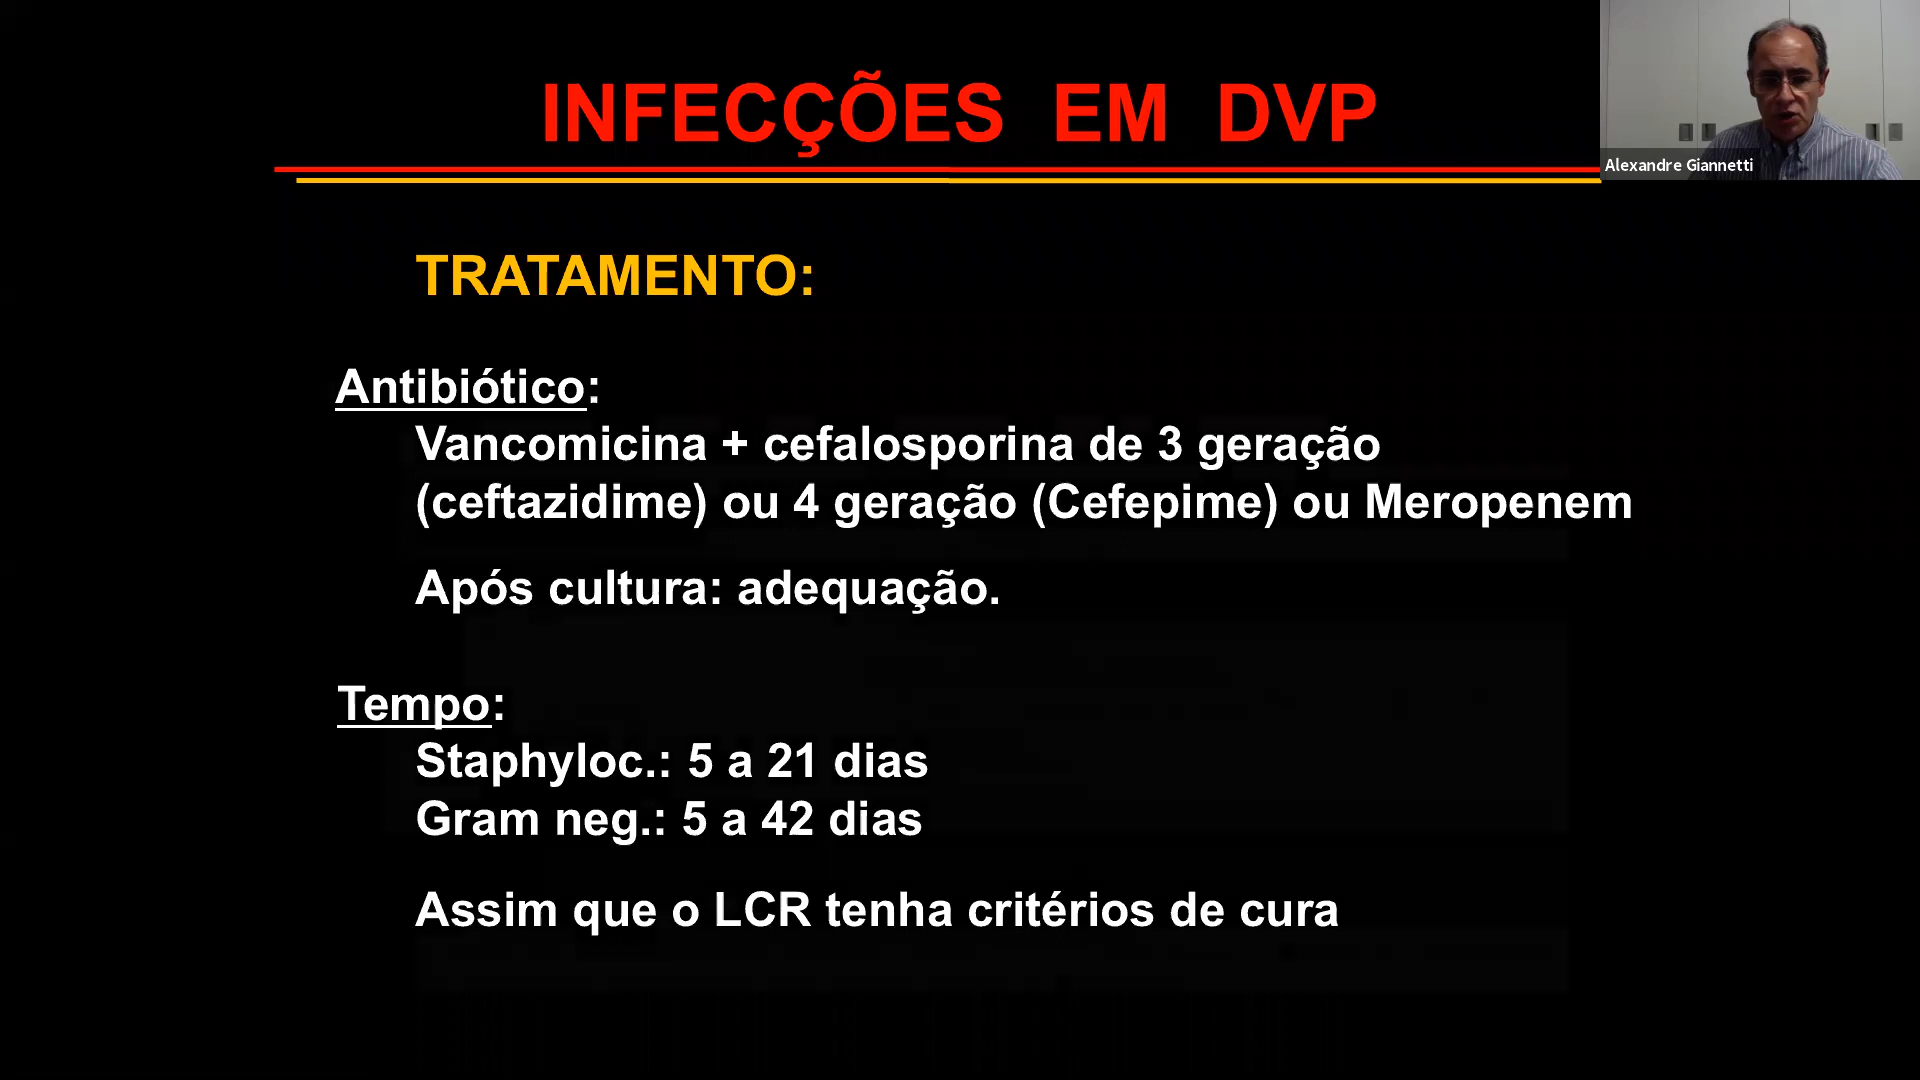 INFECÇÕES EM DVP
Alexandre Giannetti
TRATAMENTO:
Antibiótico:
Vancomicina + cefalosporina de 3 geração
(ceftazidime) ou 4 geração (Cefepime) ou Meropenem
Após cultura: adequação.
Tempo:
Staphyloc.: 5 a 21 dias
Gram neg.: 5 a 42 dias
Assim que o LCR tenha critérios de cura